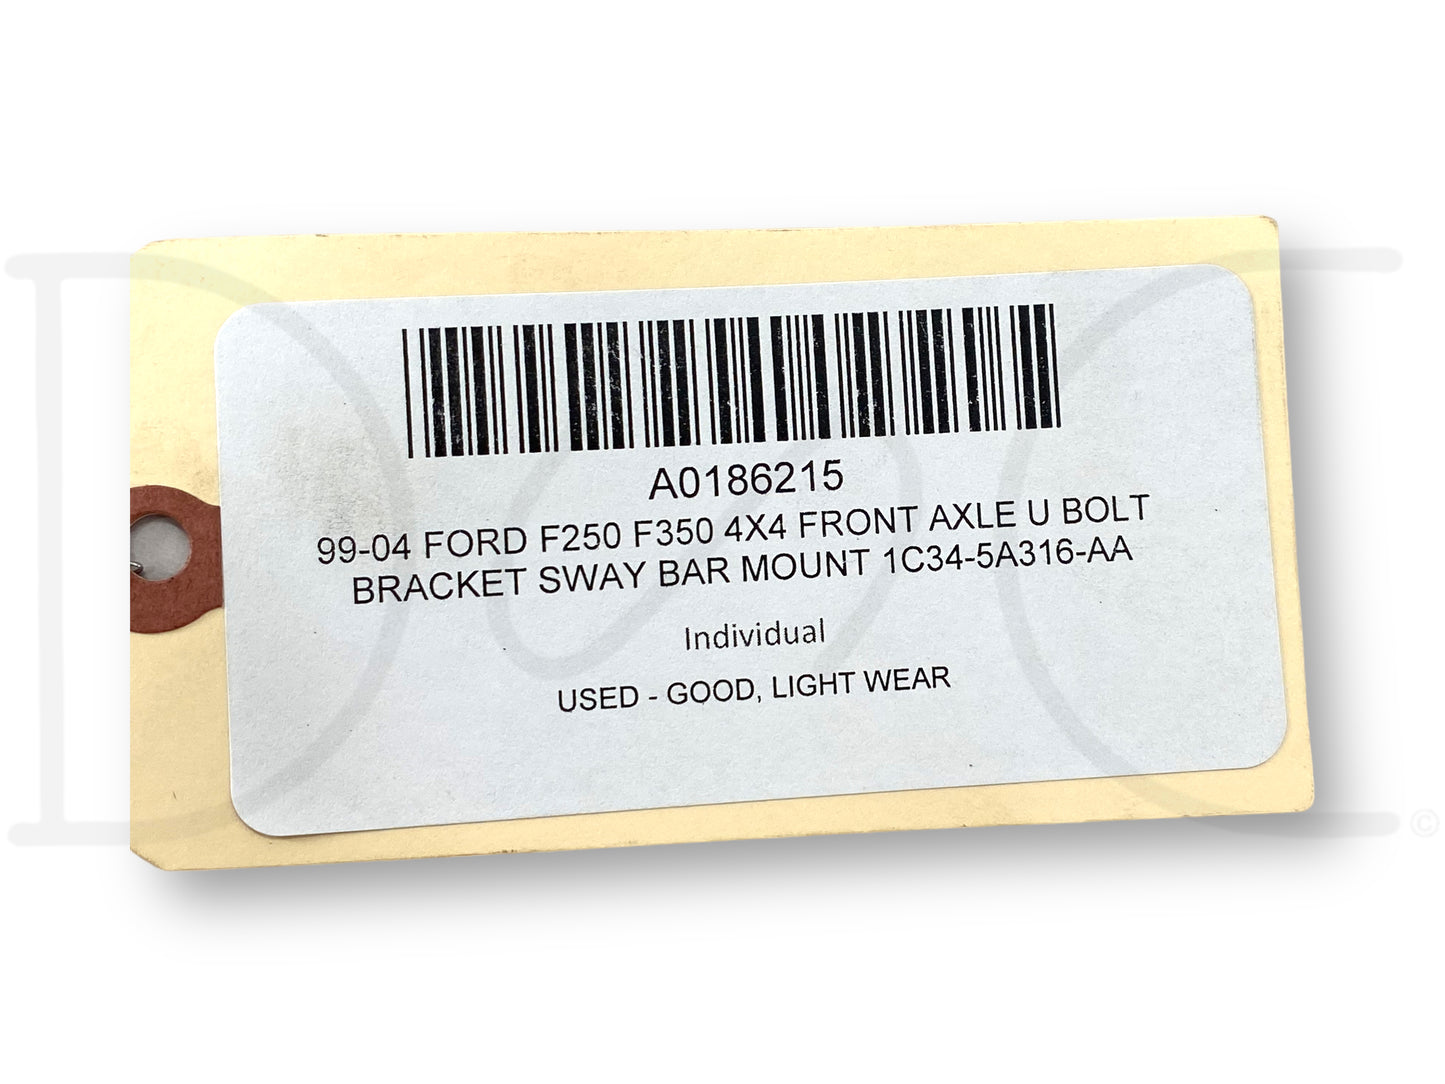 A0186215
99-04 FORD F250 F350 4X4 FRONT AXLE U BOLT
BRACKET SWAY BAR MOUNT 1C34-5A316-AA
Individual
USED - GOOD, LIGHT WEAR
©